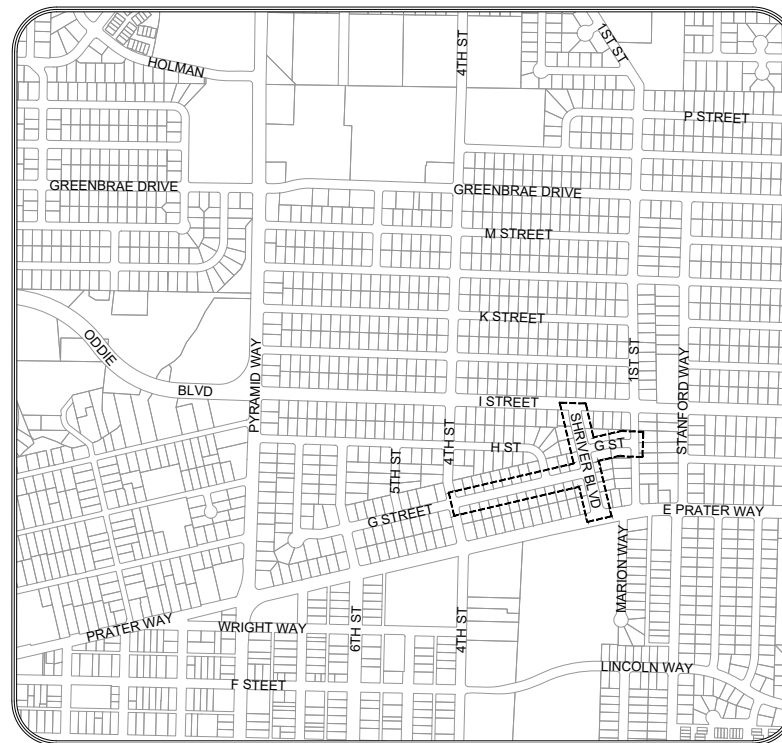 1ST ST
4TH ST
HOLMAN
P STREET
GREENBRAE DRIVE
GREENBRAE DRIVE
M STREET
K STREET
ODDIE
BLVD
PYRAMID WAY
1ST ST
STANFORD WAY
I STREET
SHRIVER BLVD
G ST
H ST
4TH ST
5TH ST
G STREET
E PRATER WAY
MARION WAY
PRATER WAY
WRIGHT WAY
6TH ST
4TH ST
LINCOLN WAY
F STEET